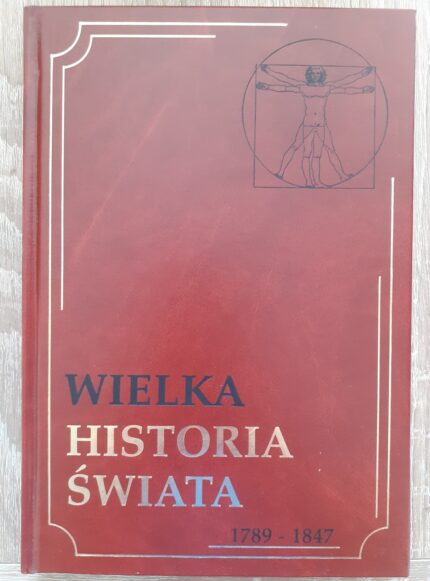 WIELKA
HISTORIA
ŚWIATA
1789 - 1847